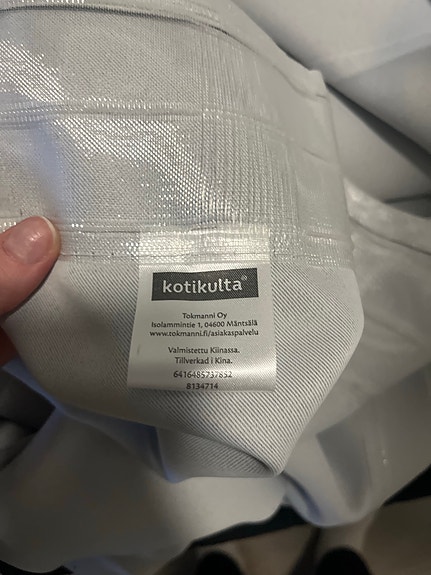 kotikulta®
Tokmanni Oy
Isolammintie 1, 04600 Mäntsälä
www.tokmanni.fi/asiakaspalvelu
Valmistettu Kiinassa.
Tillverkad i Kina.
6416485737852
8134714